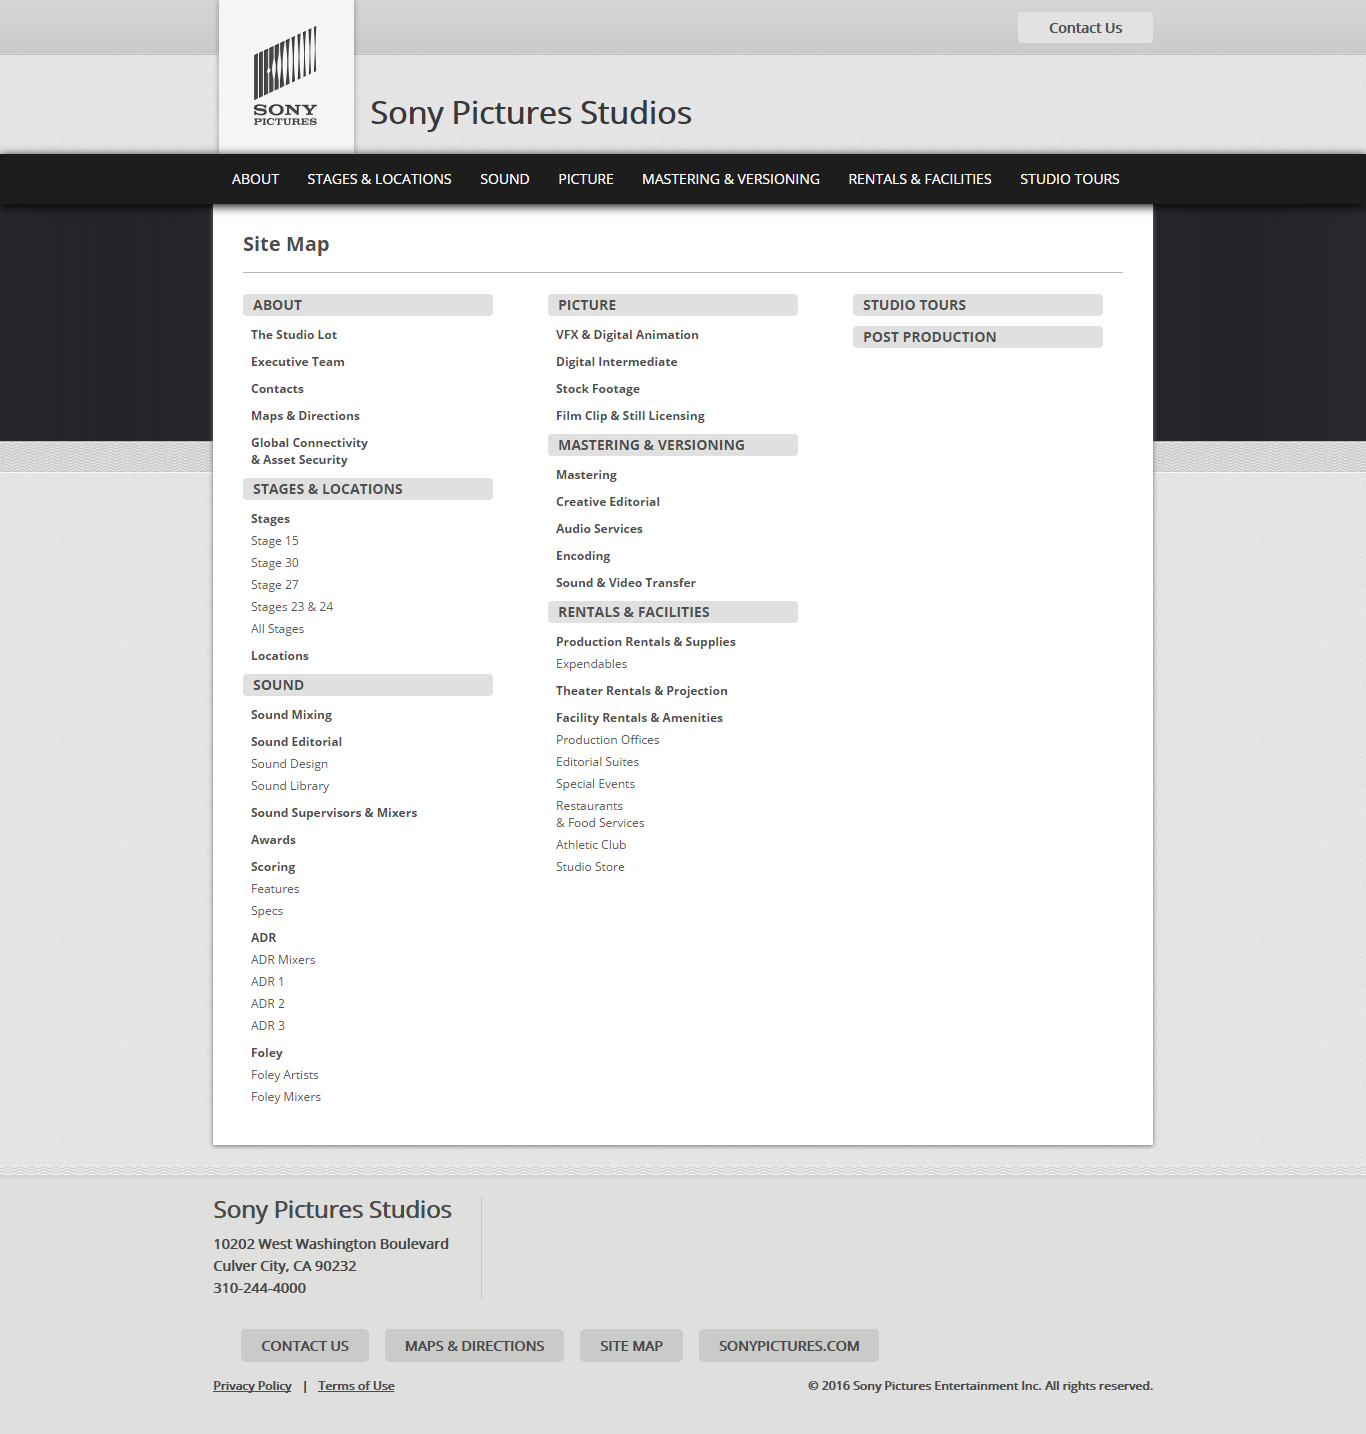 Contact Us
SONY
PICTURES
Sony Pictures Studios
ABOUT STAGES & LOCATIONS SOUND PICTURE MASTERING & VERSIONING RENTALS & FACILITIES STUDIO TOURS
Site Map
ABOUT
The Studio Lot
Executive Team
Contacts
Maps & Directions
Global Connectivity
& Asset Security
STAGES & LOCATIONS
Stages
Stage 15
Stage 30
Stage 27
Stages 23 & 24
All Stages
Locations
SOUND
Sound Mixing
Sound Editorial
Sound Design
Sound Library
Sound Supervisors & Mixers
Awards
Scoring
Features
Specs
ADR
ADR Mixers
ADR 1
ADR 2
ADR 3
Foley
Foley Artists
Foley Mixers
PICTURE
VFX & Digital Animation
Digital Intermediate
Stock Footage
Film Clip & Still Licensing
MASTERING & VERSIONING
Mastering
Creative Editorial
Audio Services
Encoding
Sound & Video Transfer
RENTALS & FACILITIES
Production Rentals & Supplies
Expendables
Theater Rentals & Projection
Facility Rentals & Amenities
Production Offices
Editorial Suites
Special Events
Restaurants
& Food Services
Athletic Club
Studio Store
STUDIO TOURS
POST PRODUCTION
Sony Pictures Studios
10202 West Washington Boulevard
Culver City, CA 90232
310-244-4000
CONTACT US MAPS & DIRECTIONS SITE MAP SONYPICTURES.COM
Privacy Policy | Terms of Use
© 2016 Sony Pictures Entertainment Inc. All rights reserved.